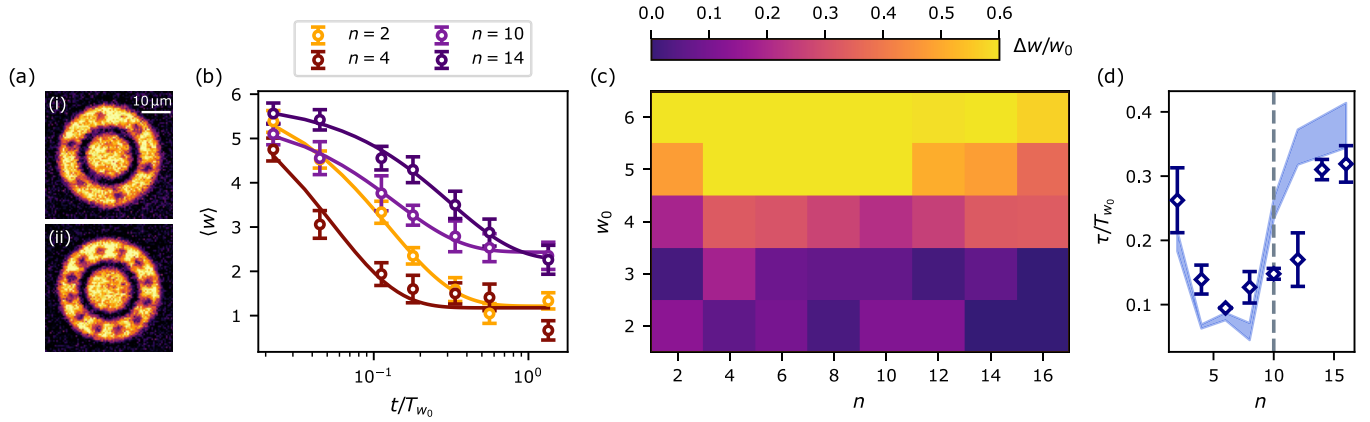 0.0 0.1 0.2 0.3 0.4 0.5 0.6
Δw/w₀
n = 2 n = 10
n = 4 n = 14
(a) (b) (c) (d)
(i)
10 μm
(ii)
6
5
4
3
2
1
⟨w⟩
10⁻¹ 10⁰
t/T_{w₀}
6
5
4
3
2
w₀
2 4 6 8 10 12 14 16
n
0.4
0.3
0.2
0.1
τ/T_{w₀}
5 10 15
n